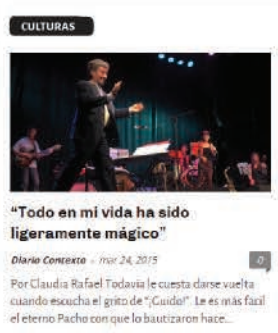 CULTURAS
“Todo en mi vida ha sido
ligeramente mágico”
Diario Contexto - mar 24, 2015
0
Por Claudia Rafael Todavía le cuesta darse vuelta
cuando escucha el grito de “¡Guido!”. Le es más fácil
el eterno Pacho con que lo bautizaron hace...